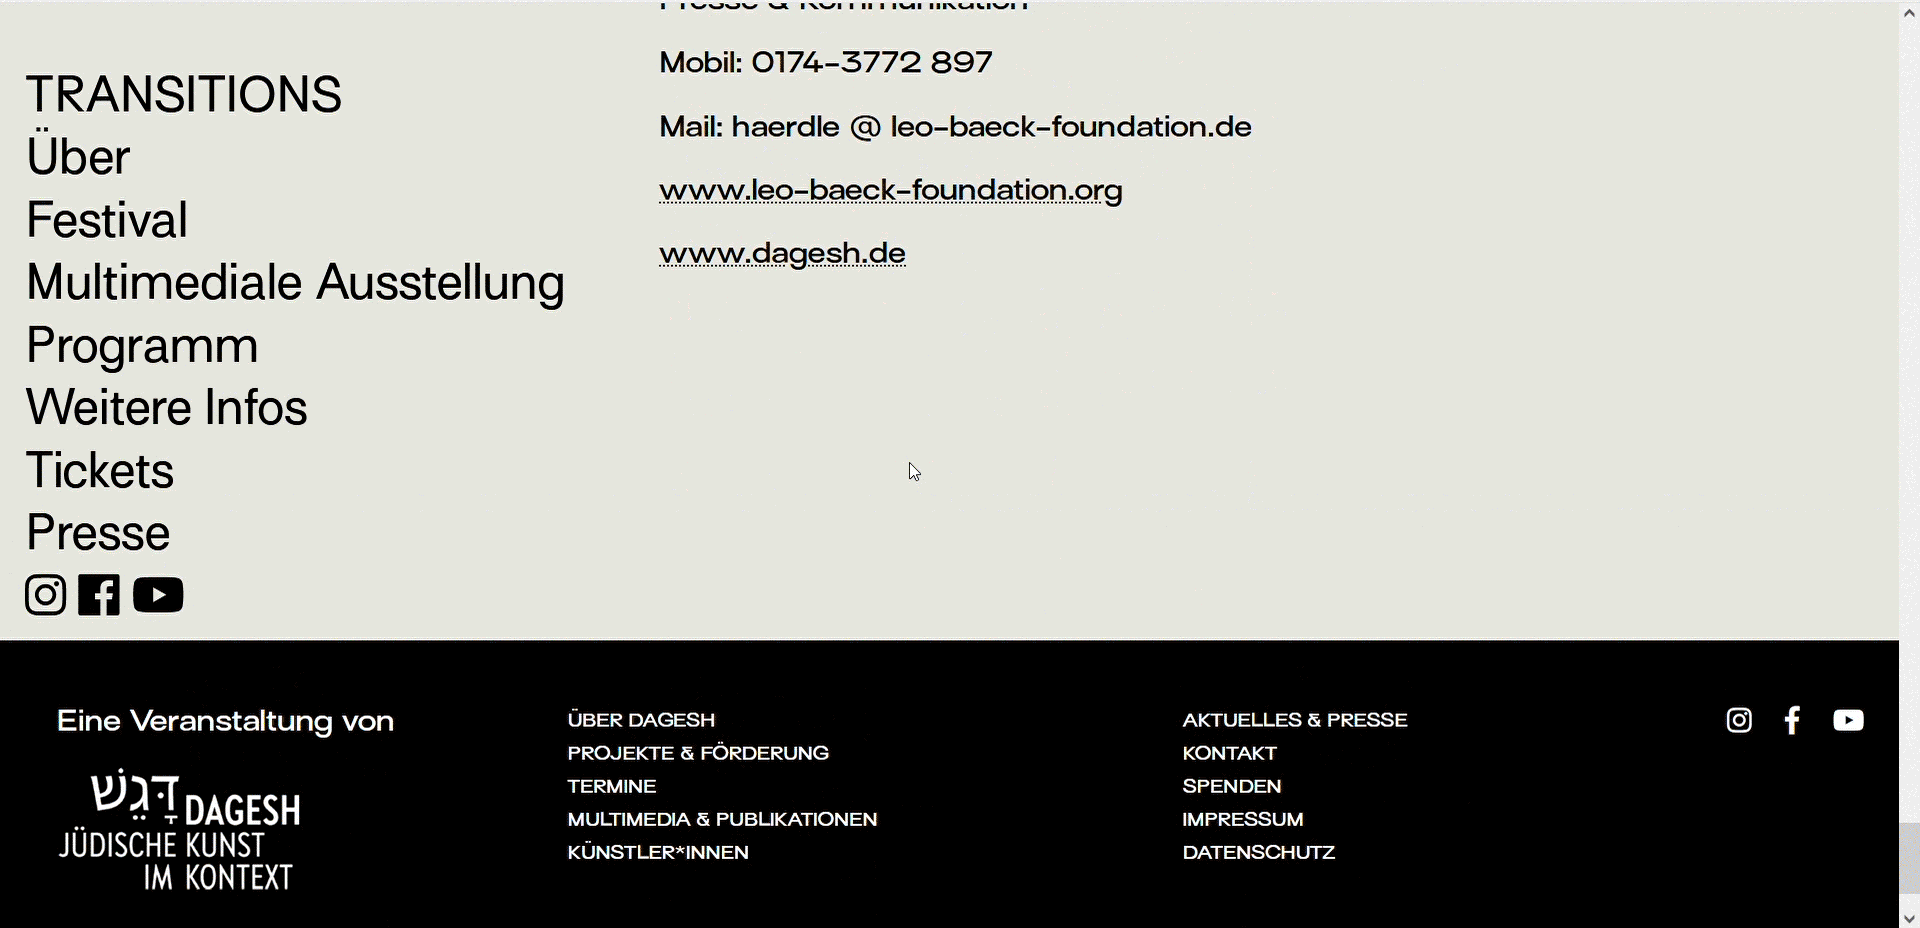 Presse & Kommunikation
Mobil: 0174-3772 897
Mail: haerdle @ leo-baeck-foundation.de
www.leo-baeck-foundation.org
www.dagesh.de
TRANSITIONS
Über
Festival
Multimediale Ausstellung
Programm
Weitere Infos
Tickets
Presse
Eine Veranstaltung von
דָּגֵשׁ DAGESH
JÜDISCHE KUNST
IM KONTEXT
ÜBER DAGESH
PROJEKTE & FÖRDERUNG
TERMINE
MULTIMEDIA & PUBLIKATIONEN
KÜNSTLER*INNEN
AKTUELLES & PRESSE
KONTAKT
SPENDEN
IMPRESSUM
DATENSCHUTZ